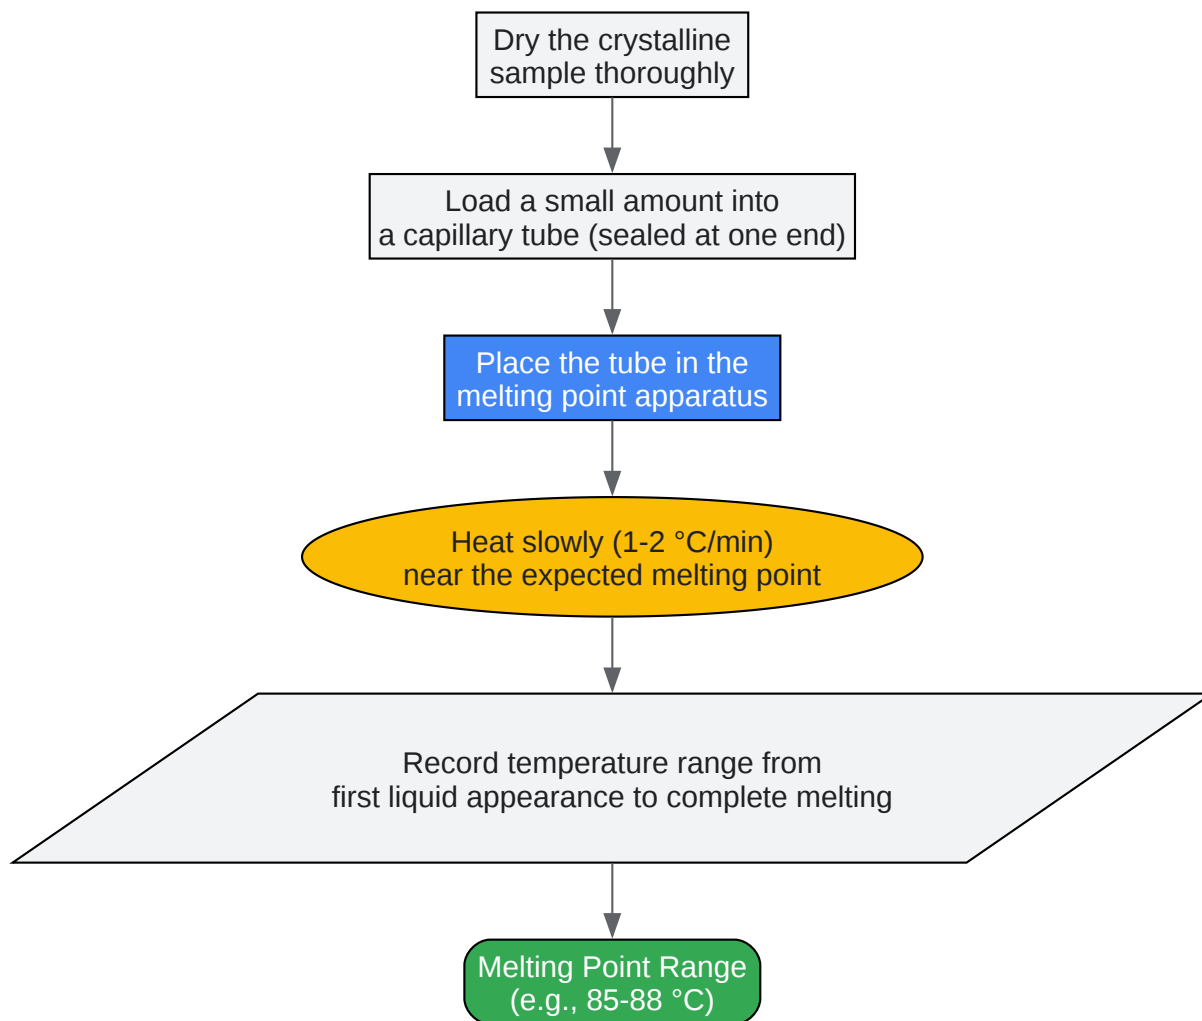 Dry the crystalline
sample thoroughly
Load a small amount into
a capillary tube (sealed at one end)
Place the tube in the
melting point apparatus
Heat slowly (1-2 °C/min)
near the expected melting point
Record temperature range from
first liquid appearance to complete melting
Melting Point Range
(e.g., 85-88 °C)